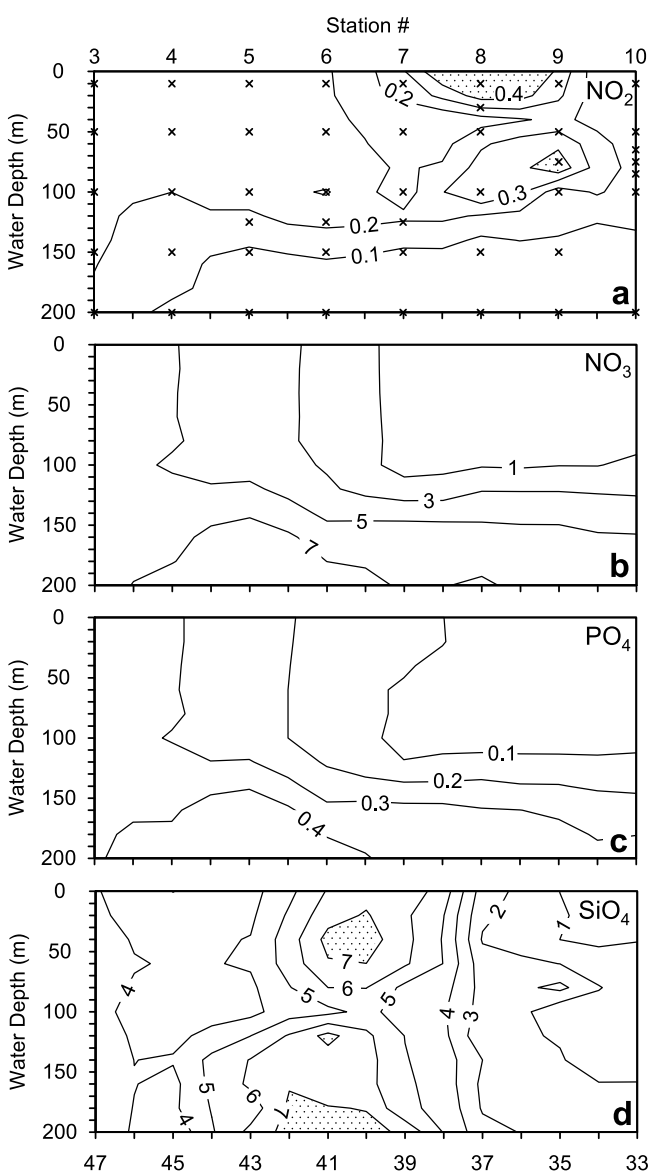 Station #
3 4 5 6 7 8 9 10
0 50 100 150 200
Water Depth (m)
0.2 0.4 NO2
0.3
0.2
0.1
a
0 50 100 150 200
Water Depth (m)
NO3
1
3
5
7
b
0 50 100 150 200
Water Depth (m)
PO4
0.1
0.2
0.3
0.4
c
0 50 100 150 200
Water Depth (m)
2 1 SiO4
7
4 5 6 5 4 3
5 6
4 7
d
47 45 43 41 39 37 35 33